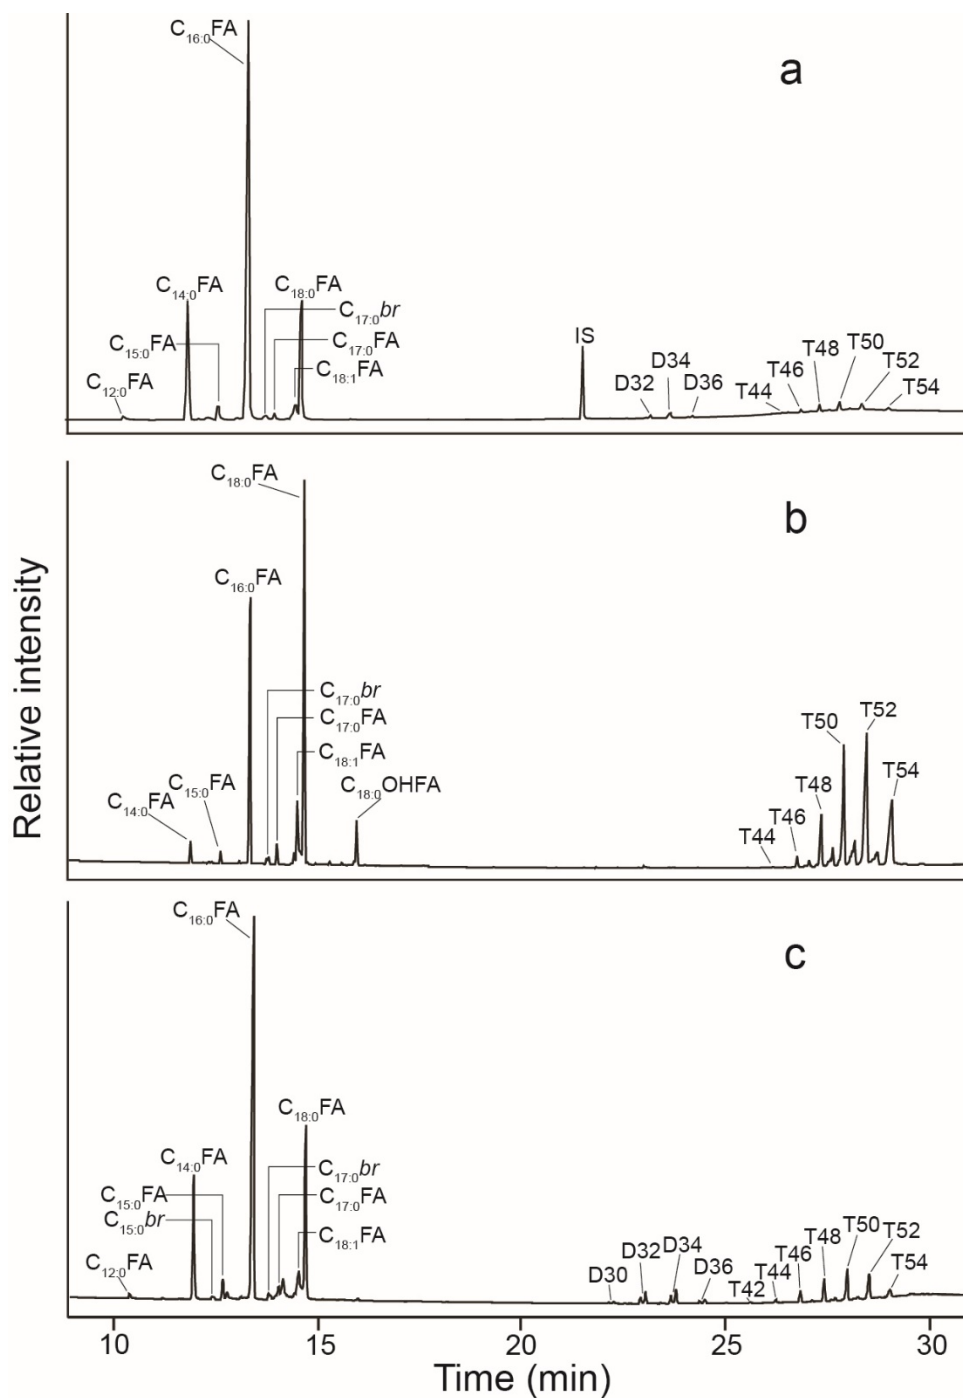 C16:0FA
a
C14:0FA
C18:0FA
C17:0br
C15:0FA
C17:0FA
C18:1FA
C12:0FA
IS
D32
D34
D36
T44
T46
T48
T50
T52
T54
C18:0FA
b
C16:0FA
C17:0br
C17:0FA
C18:1FA
C14:0FA
C15:0FA
C18:0OHFA
T44
T46
T48
T50
T52
T54
C16:0FA
c
C18:0FA
C14:0FA
C17:0br
C15:0FA
C17:0FA
C15:0br
C18:1FA
C12:0FA
D30
D32
D34
D36
T42
T44
T46
T48
T50
T52
T54
Relative intensity
10 15 20 25 30
Time (min)